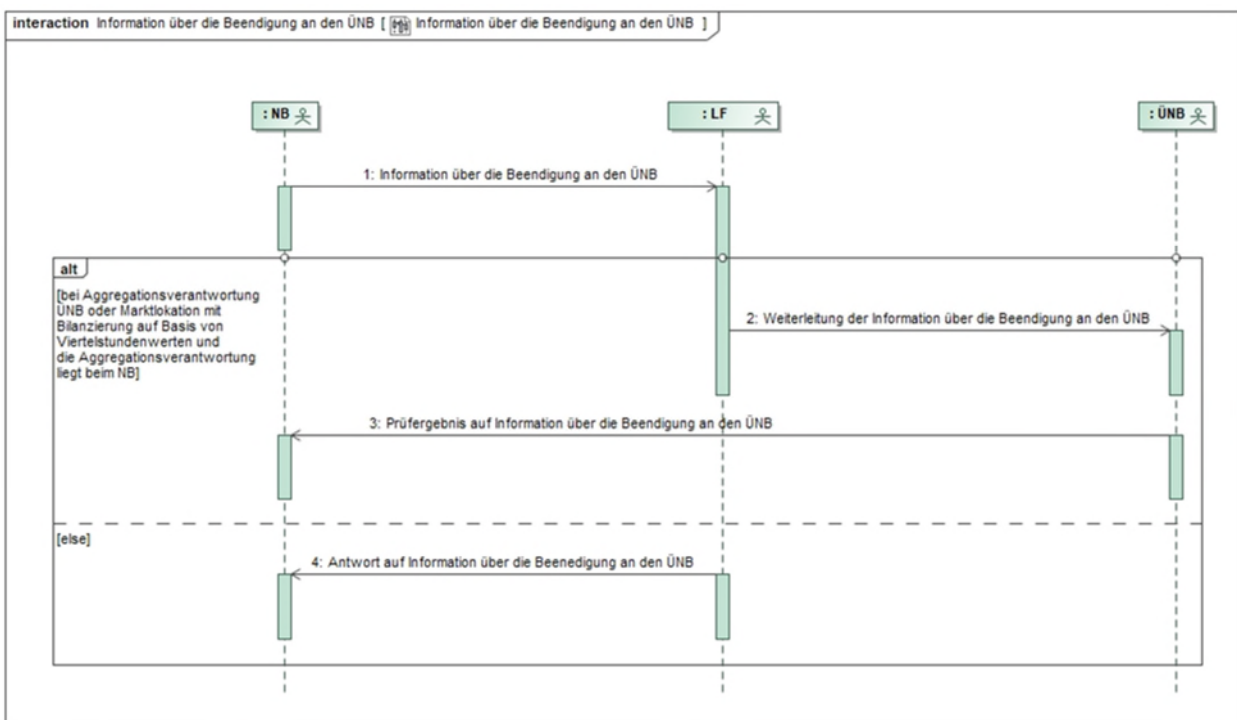 interaction Information über die Beendigung an den ÜNB [ Information über die Beendigung an den ÜNB ]
: NB
: LF
: ÜNB
1: Information über die Beendigung an den ÜNB
alt
[bei Aggregationsverantwortung
ÜNB oder Marktlokation mit
Bilanzierung auf Basis von
Viertelstundenwerten und
die Aggregationsverantwortung
liegt beim NB]
2: Weiterleitung der Information über die Beendigung an den ÜNB
3: Prüfergebnis auf Information über die Beendigung an den ÜNB
[else]
4: Antwort auf Information über die Beenedigung an den ÜNB